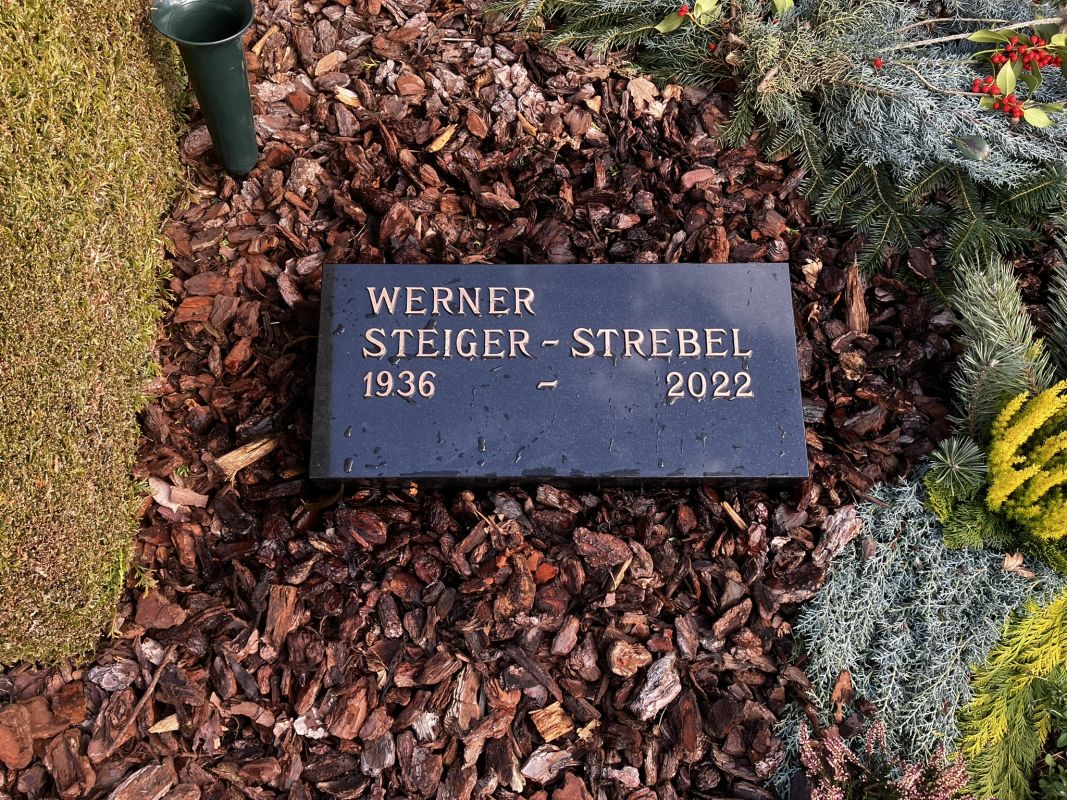 WERNER
STEIGER - STREBEL
1936 - 2022